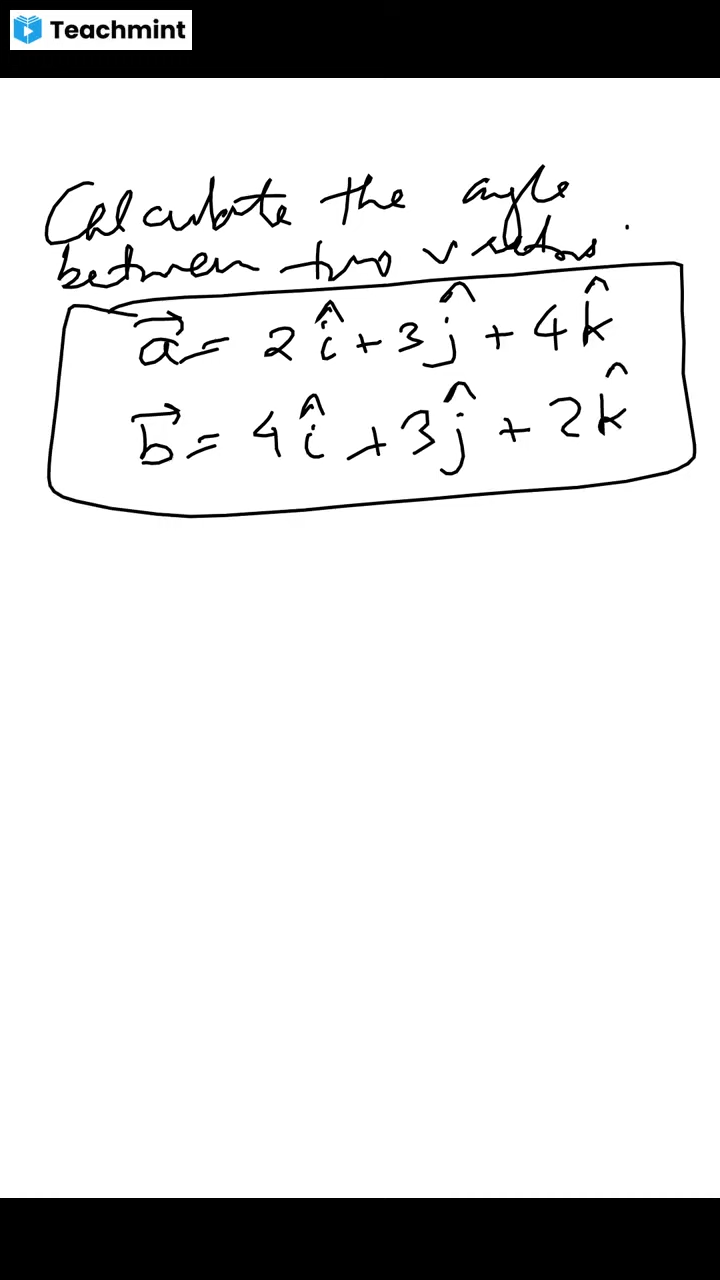 Teachmint
Calculate the angle
between two vectors.
a⃗ = 2î + 3ĵ + 4k̂
b⃗ = 4î + 3ĵ + 2k̂